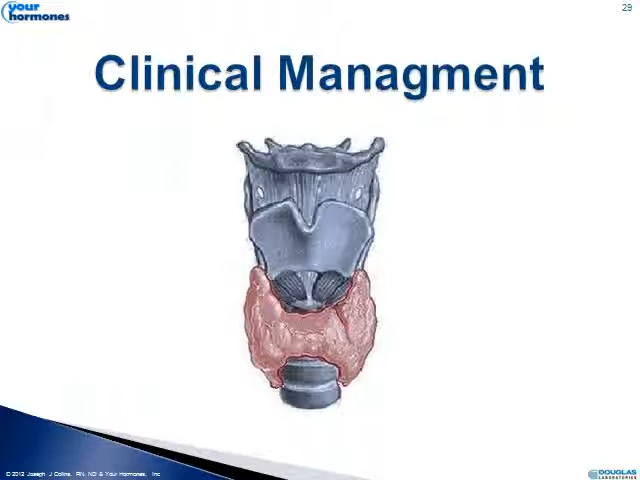 your
hormones
29
Clinical Managment
© 2012 Joseph J Collins, RN, ND & Your Hormones, Inc
DOUGLAS
LABORATORIES